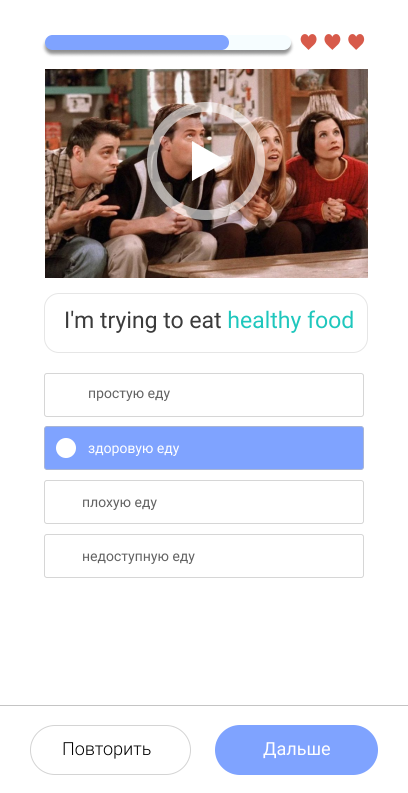 I'm trying to eat healthy food
простую еду
здоровую еду
плохую еду
недоступную еду
Повторить
Дальше